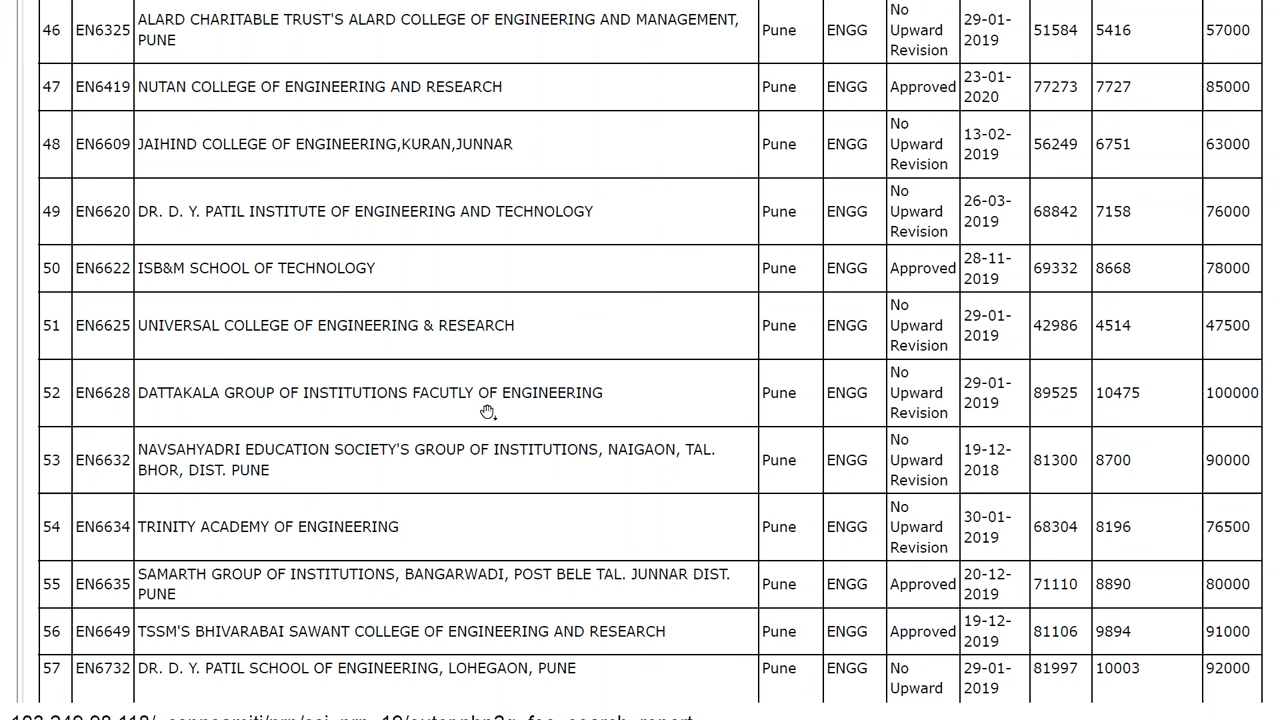 46 EN6325 ALARD CHARITABLE TRUST'S ALARD COLLEGE OF ENGINEERING AND MANAGEMENT, PUNE Pune ENGG No Upward Revision 29-01-2019 51584 5416 57000
47 EN6419 NUTAN COLLEGE OF ENGINEERING AND RESEARCH Pune ENGG Approved 23-01-2020 77273 7727 85000
48 EN6609 JAIHIND COLLEGE OF ENGINEERING,KURAN,JUNNAR Pune ENGG No Upward Revision 13-02-2019 56249 6751 63000
49 EN6620 DR. D. Y. PATIL INSTITUTE OF ENGINEERING AND TECHNOLOGY Pune ENGG No Upward Revision 26-03-2019 68842 7158 76000
50 EN6622 ISB&M SCHOOL OF TECHNOLOGY Pune ENGG Approved 28-11-2019 69332 8668 78000
51 EN6625 UNIVERSAL COLLEGE OF ENGINEERING & RESEARCH Pune ENGG No Upward Revision 29-01-2019 42986 4514 47500
52 EN6628 DATTAKALA GROUP OF INSTITUTIONS FACUTLY OF ENGINEERING Pune ENGG No Upward Revision 29-01-2019 89525 10475 100000
53 EN6632 NAVSAHYADRI EDUCATION SOCIETY'S GROUP OF INSTITUTIONS, NAIGAON, TAL. BHOR, DIST. PUNE Pune ENGG No Upward Revision 19-12-2018 81300 8700 90000
54 EN6634 TRINITY ACADEMY OF ENGINEERING Pune ENGG No Upward Revision 30-01-2019 68304 8196 76500
55 EN6635 SAMARTH GROUP OF INSTITUTIONS, BANGARWADI, POST BELE TAL. JUNNAR DIST. PUNE Pune ENGG Approved 20-12-2019 71110 8890 80000
56 EN6649 TSSM'S BHIVARABAI SAWANT COLLEGE OF ENGINEERING AND RESEARCH Pune ENGG Approved 19-12-2019 81106 9894 91000
57 EN6732 DR. D. Y. PATIL SCHOOL OF ENGINEERING, LOHEGAON, PUNE Pune ENGG No Upward 29-01-2019 81997 10003 92000